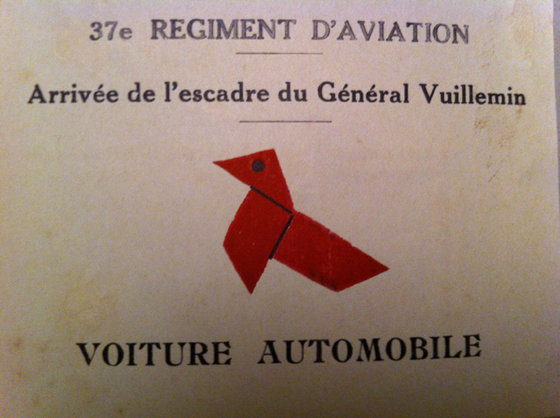 37e REGIMENT D'AVIATION
Arrivée de l'escadre du Général Vuillemin
VOITURE AUTOMOBILE